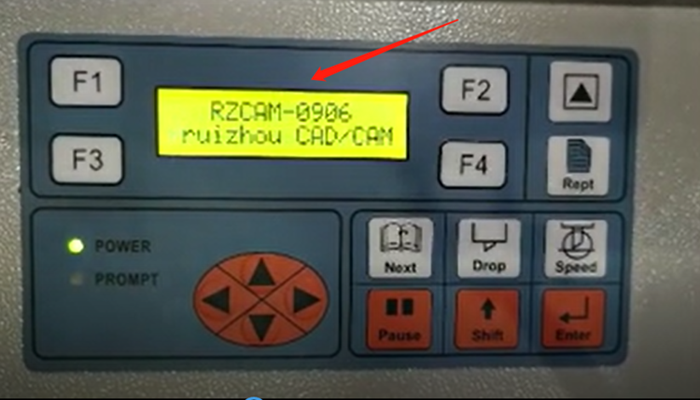 F1
RZCAM-0906
ruizhou CAD/CAM
F2
F3
F4
Rept
POWER
PROMPT
Next
Drop
Speed
Pause
Shift
Enter